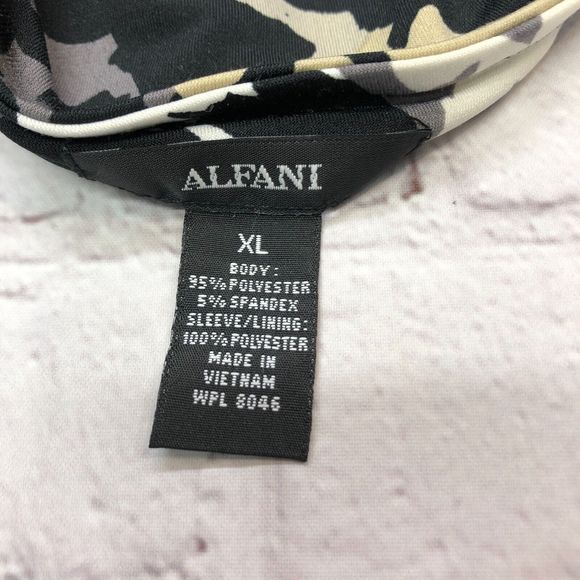 ALFANI
XL
BODY:
95% POLYESTER
5% SPANDEX
SLEEVE/LINING:
100% POLYESTER
MADE IN
VIETNAM
WPL 8046